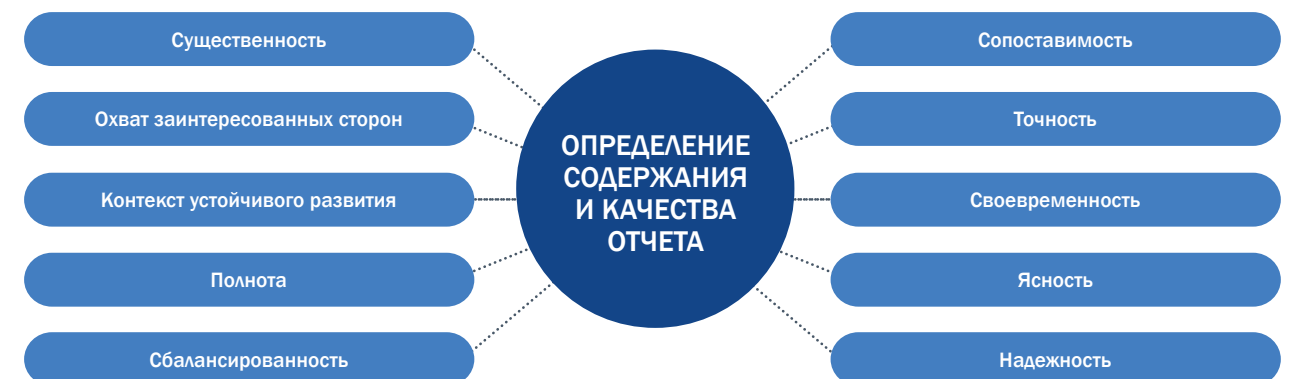 Существенность
Охват заинтересованных сторон
Контекст устойчивого развития
Полнота
Сбалансированность
ОПРЕДЕЛЕНИЕ
СОДЕРЖАНИЯ
И КАЧЕСТВА
ОТЧЕТА
Сопоставимость
Точность
Своевременность
Ясность
Надежность